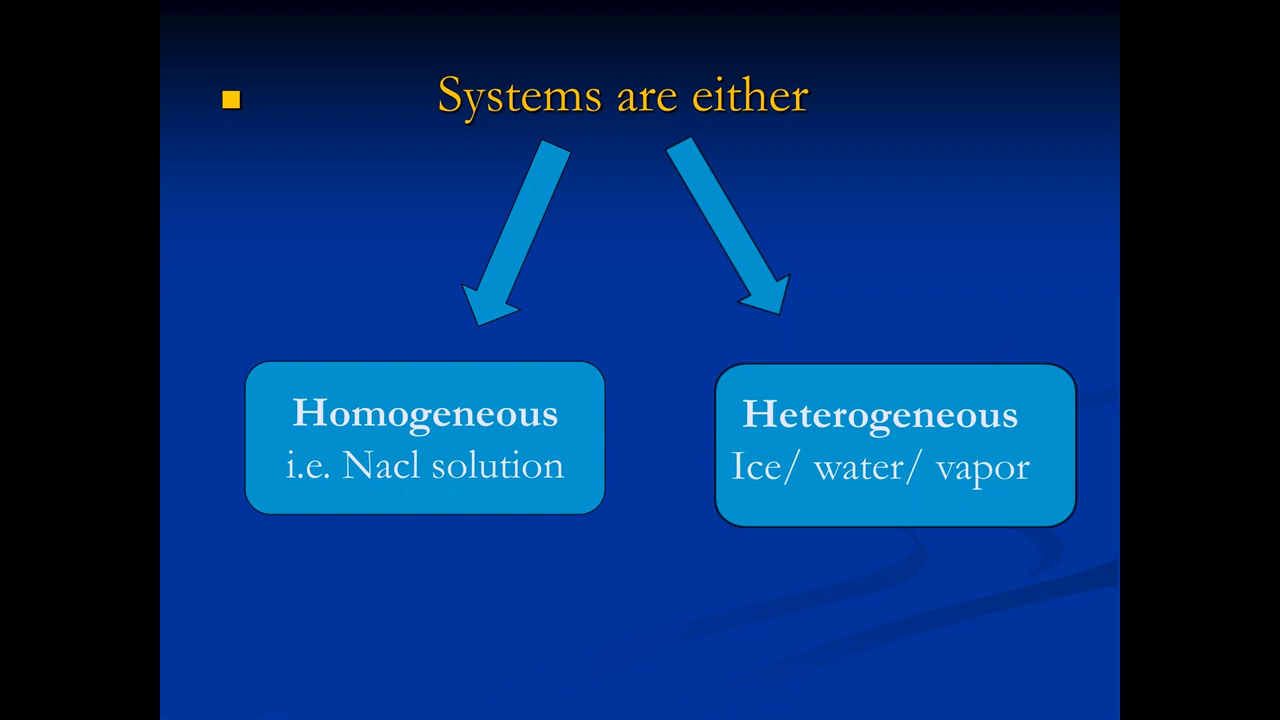 Systems are either
Homogeneous
i.e. Nacl solution
Heterogeneous
Ice/ water/ vapor